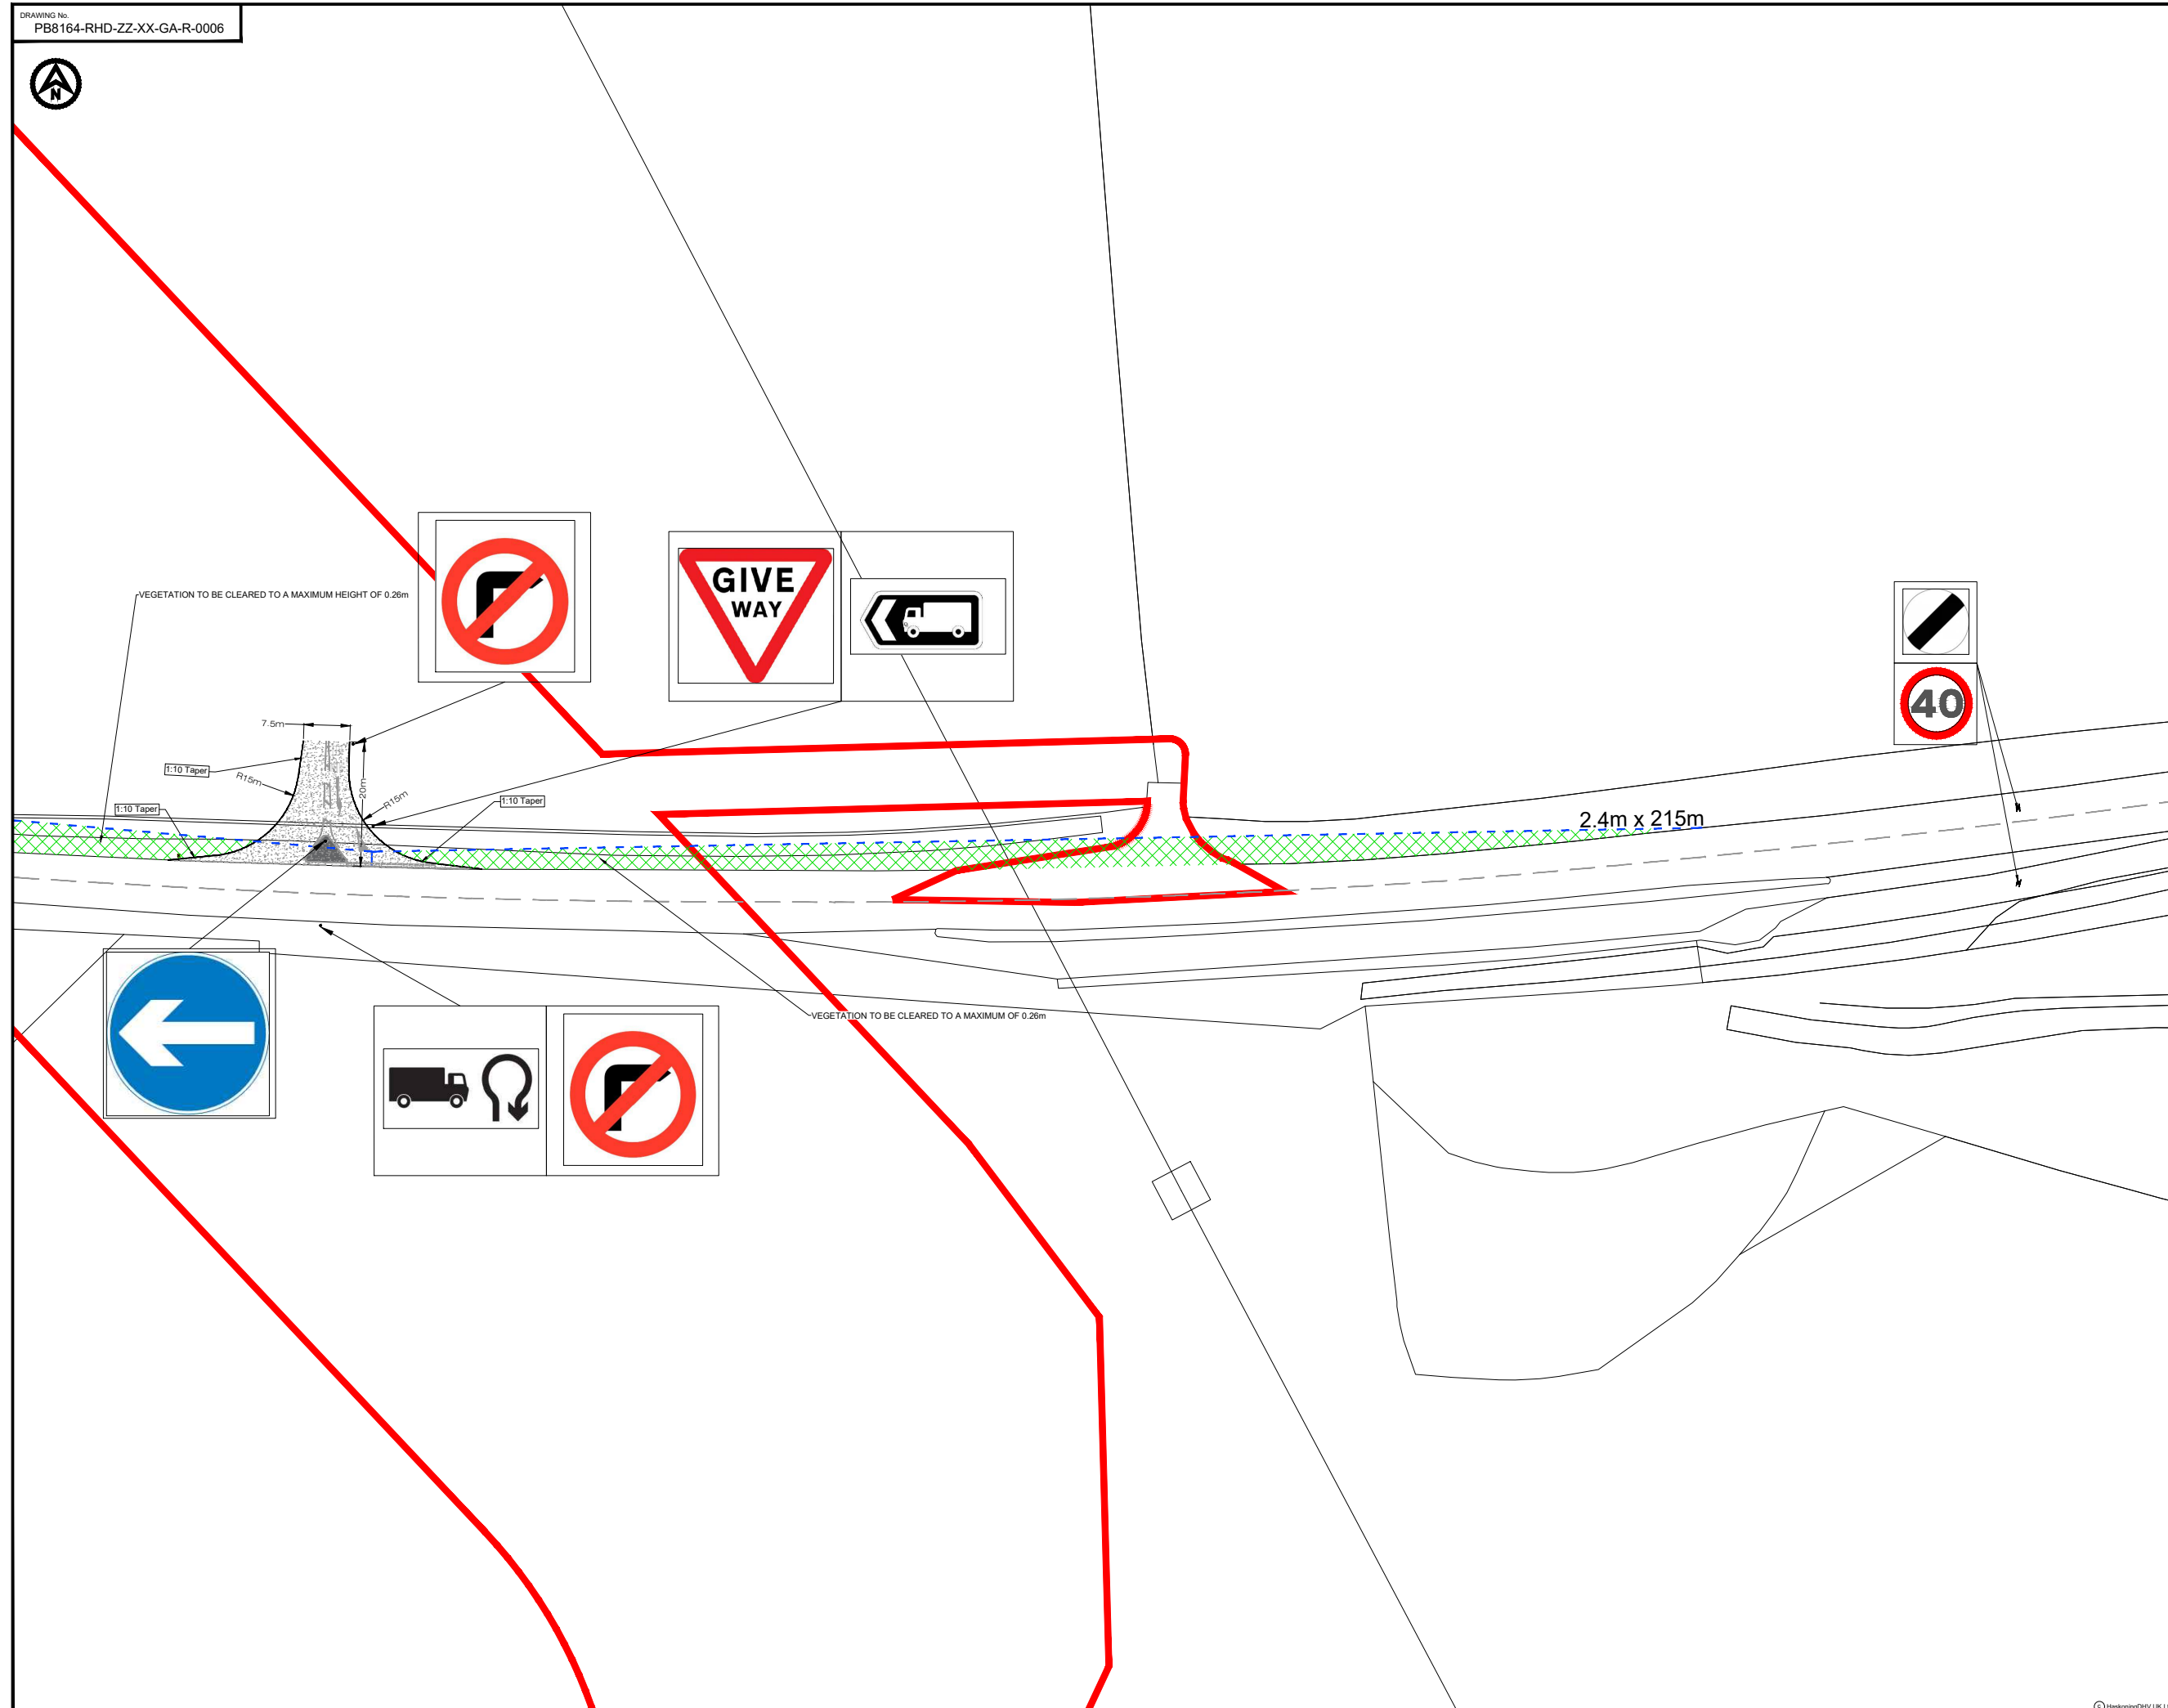 DRAWING No.
PB8164-RHD-ZZ-XX-GA-R-0006
N
VEGETATION TO BE CLEARED TO A MAXIMUM HEIGHT OF 0.26m
GIVE
WAY
40
7.5m
1:10 Taper
R15m
20m
R15m
1:10 Taper
1:10 Taper
2.4m x 215m
VEGETATION TO BE CLEARED TO A MAXIMUM OF 0.26m
© HaskoningDHV UK